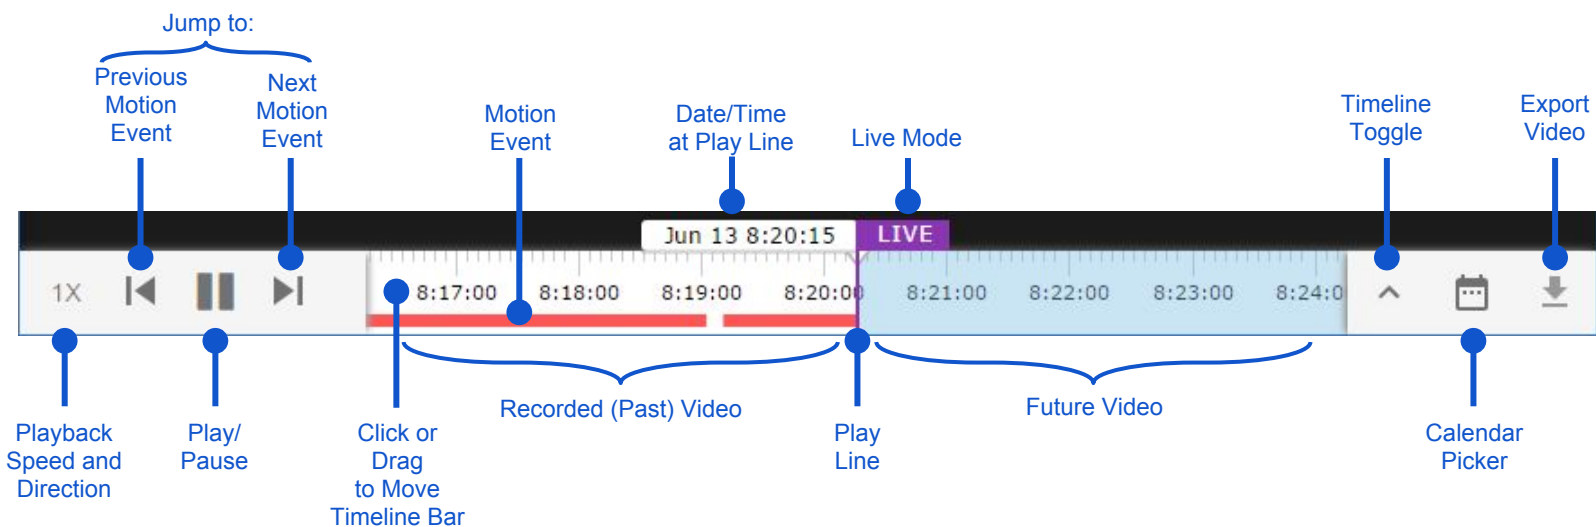 Jump to:
Previous
Motion
Event
Next
Motion
Event
Motion
Event
Date/Time
at Play Line
Live Mode
Timeline
Toggle
Export
Video
Jun 13 8:20:15
LIVE
1X
8:17:00
8:18:00
8:19:00
8:20:00
8:21:00
8:22:00
8:23:00
8:24:0
Recorded (Past) Video
Future Video
Playback
Speed and
Direction
Play/
Pause
Click or
Drag
to Move
Timeline Bar
Play
Line
Calendar
Picker